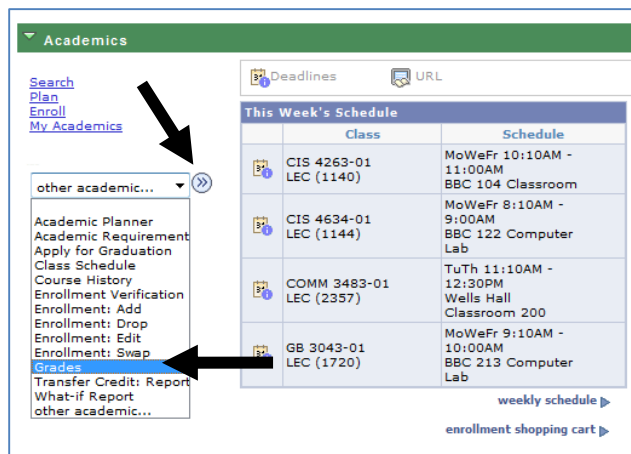 Academics
Search
Plan
Enroll
My Academics
other academic...
Academic Planner
Academic Requirement
Apply for Graduation
Class Schedule
Course History
Enrollment Verification
Enrollment: Add
Enrollment: Drop
Enrollment: Edit
Enrollment: Swap
Grades
Transfer Credit: Report
What-if Report
other academic...
Deadlines URL
This Week's Schedule
Class Schedule
CIS 4263-01
LEC (1140)
MoWeFr 10:10AM -
11:00AM
BBC 104 Classroom
CIS 4634-01
LEC (1144)
MoWeFr 8:10AM -
9:00AM
BBC 122 Computer
Lab
COMM 3483-01
LEC (2357)
TuTh 11:10AM -
12:30PM
Wells Hall
Classroom 200
GB 3043-01
LEC (1720)
MoWeFr 9:10AM -
10:00AM
BBC 213 Computer
Lab
weekly schedule
enrollment shopping cart